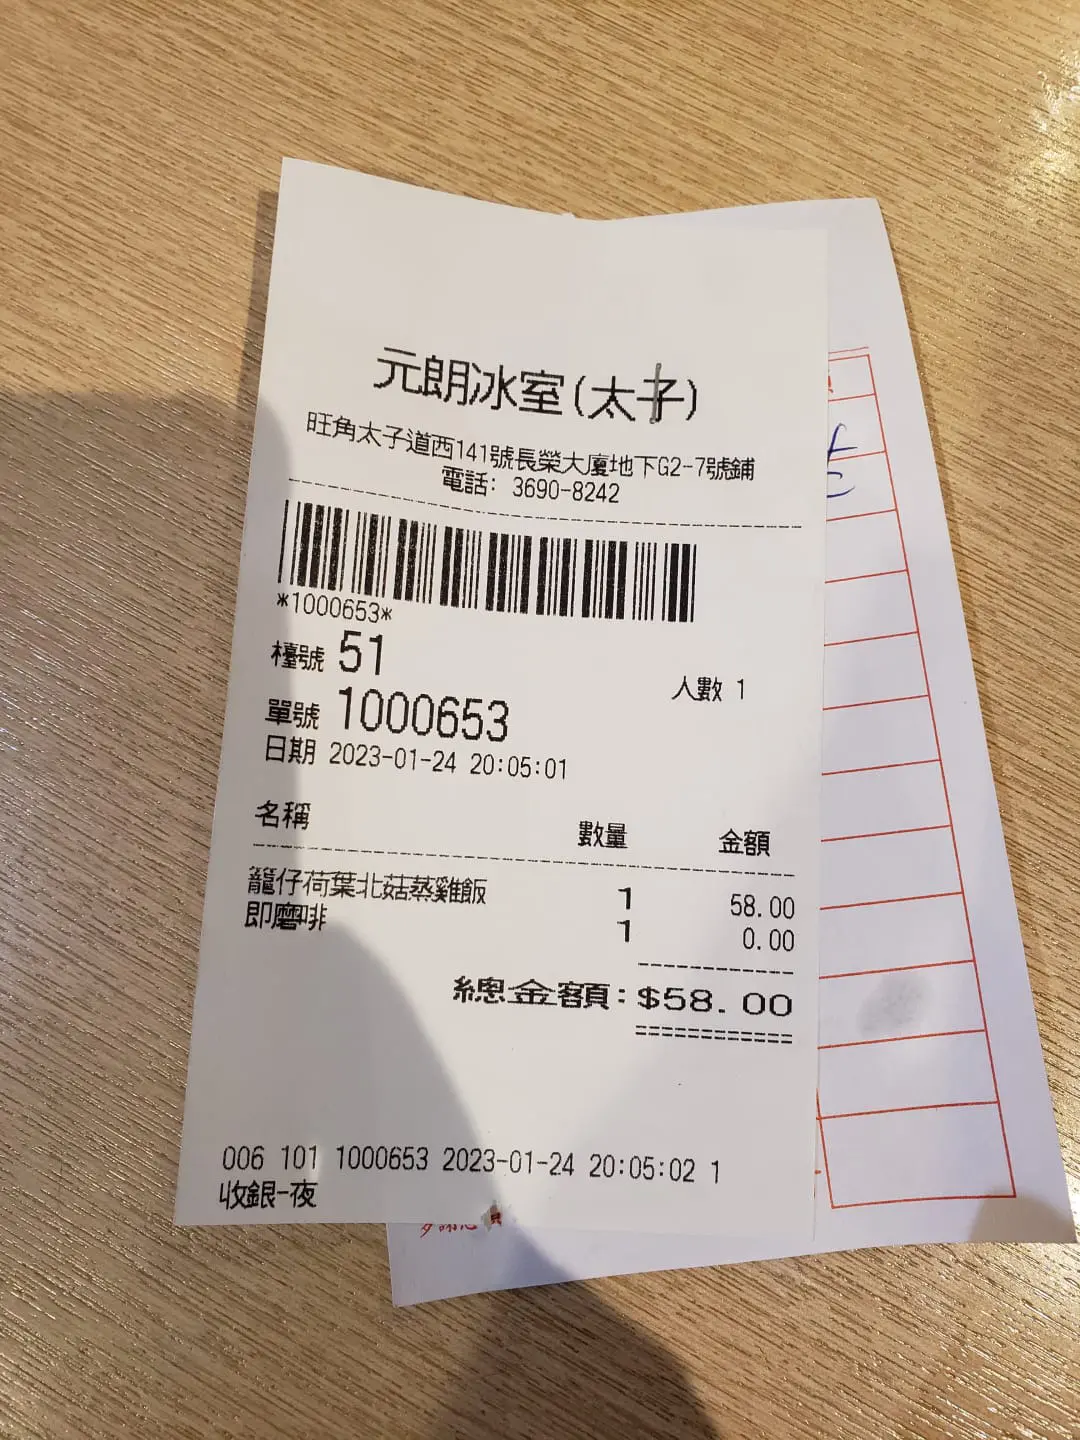 元朗冰室(太子)
旺角太子道西141號長榮大廈地下G2-7號鋪
電話: 3690-8242
*1000653*
檯號 51
人數 1
單號 1000653
日期 2023-01-24 20:05:01
名稱 數量 金額
籠仔荷葉北菇蒸雞飯 1 58.00
即磨啡 1 0.00
總金額:$58.00
006 101 1000653 2023-01-24 20:05:02 1
收銀-夜